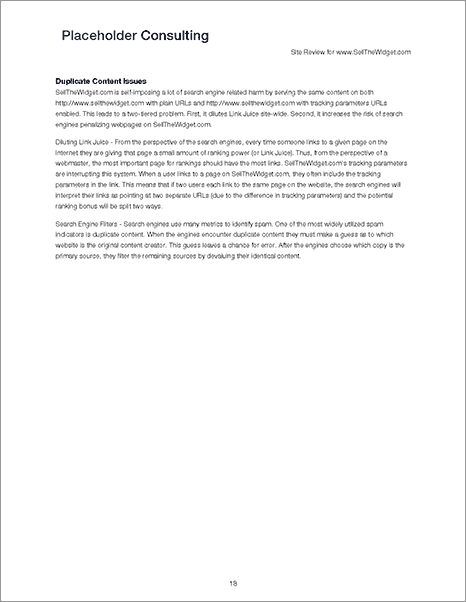 Placeholder Consulting
Site Review for www.SellTheWidget.com
Duplicate Content Issues
SellTheWidget.com is self-imposing a lot of search engine related harm by serving the same content on both
http://www.sellthewidget.com with plain URLs and http://www.sellthewidget.com with tracking parameters URLs
enabled. This leads to a two-tiered problem. First, it dilutes Link Juice site-wide. Second, it increases the risk of search
engines penalizing webpages on SellTheWidget.com.
Diluting Link Juice - From the perspective of the search engines, every time someone links to a given page on the
Internet they are giving that page a small amount of ranking power (or Link Juice). Thus, from the perspective of a
webmaster, the most important page for rankings should have the most links. SellTheWidget.com's tracking parameters
are interrupting this system. When a user links to a page on SellTheWidget.com, they often include the tracking
parameters in the link. This means that if two users each link to the same page on the website, the search engines will
interpret their links as pointing at two separate URLs (due to the difference in tracking parameters) and the potential
ranking bonus will be split two ways.
Search Engine Filters - Search engines use many metrics to identify spam. One of the most widely utilized spam
indicators is duplicate content. When the engines encounter duplicate content they must make a guess as to which
website is the original content creator. This guess leaves a chance for error. After the engines choose which copy is the
primary source, they filter the remaining sources by devaluing their identical content.
18